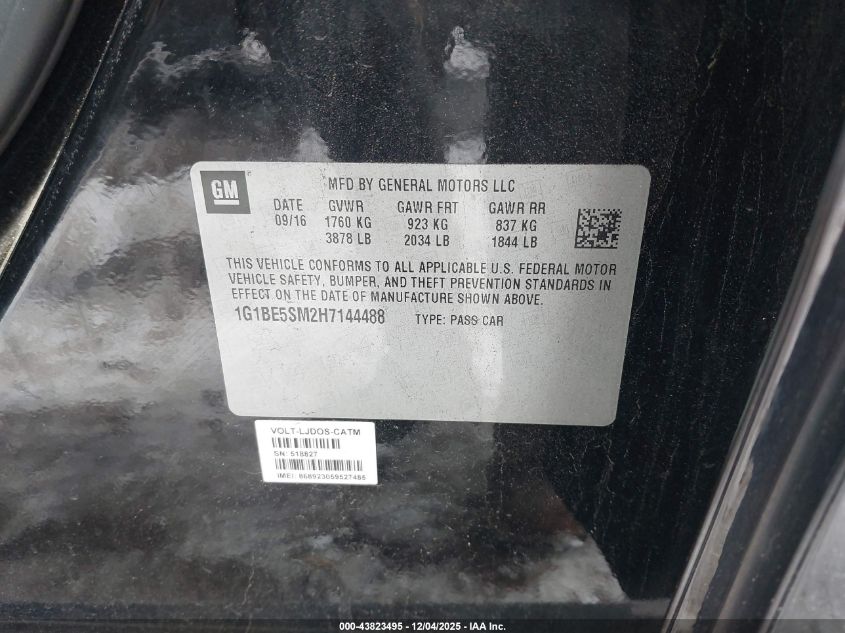 GM
MFD BY GENERAL MOTORS LLC
DATE GVWR GAWR FRT GAWR RR
09/16 1760 KG 923 KG 837 KG
3878 LB 2034 LB 1844 LB
THIS VEHICLE CONFORMS TO ALL APPLICABLE U.S. FEDERAL MOTOR
VEHICLE SAFETY, BUMPER, AND THEFT PREVENTION STANDARDS IN
EFFECT ON THE DATE OF MANUFACTURE SHOWN ABOVE.
1G1BE5SM2H7144488 TYPE: PASS CAR
VOLT-LJDOS-CATM
SN: 518827
IMEI: 868923059527485
000-43823495 - 12/04/2025 - IAA Inc.